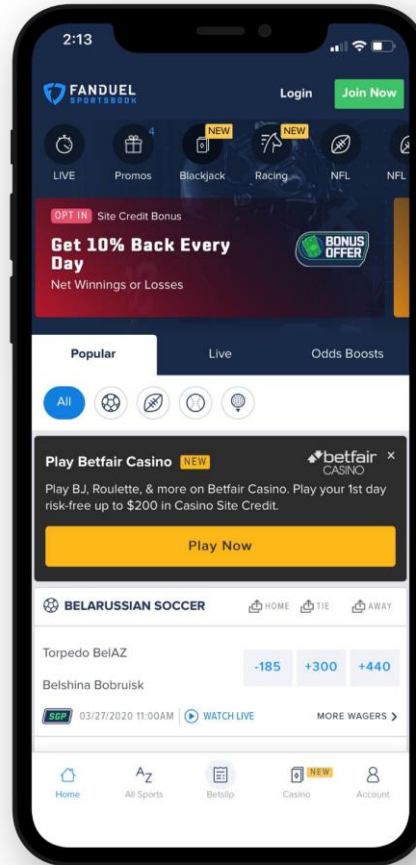 2:13
FANDUEL
SPORTSBOOK
Login
Join Now
4
NEW
NEW
LIVE
Promos
Blackjack
Racing
NFL
NFL
OPT IN Site Credit Bonus
Get 10% Back Every
Day
Net Winnings or Losses
BONUS
OFFER
Popular
Live
Odds Boosts
All
Play Betfair Casino NEW
betfair
CASINO
Play BJ, Roulette, & more on Betfair Casino. Play your 1st day
risk-free up to $200 in Casino Site Credit.
Play Now
BELARUSSIAN SOCCER
HOME
TIE
AWAY
Torpedo BelAZ
Belshina Bobruisk
-185
+300
+440
SGP 03/27/2020 11:00AM WATCH LIVE
MORE WAGERS
Home
AZ
All Sports
Betslip
NEW
Casino
Account